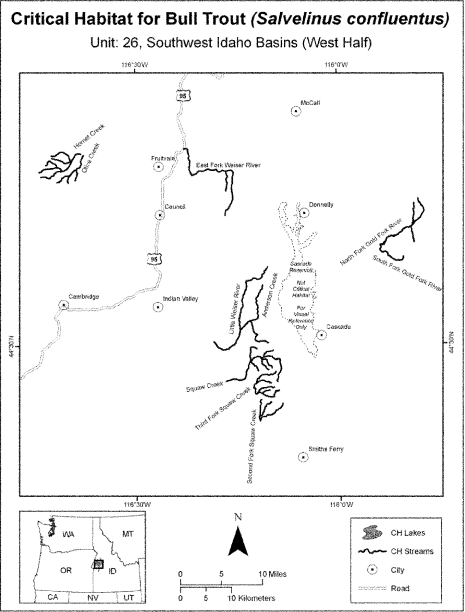 Critical Habitat for Bull Trout (Salvelinus confluentus)
Unit: 26, Southwest Idaho Basins (West Half)
116°30'W
116°0'W
95
McCall
Hornet Creek
Olive Creek
Fruitvale
East Fork Weiser River
Council
Donnelly
North Fork Gold Fork River
South Fork Gold Fork River
95
Cascade
Reservoir
Not
Critical
Habitat
For
Visual
Reference
Only
Cambridge
Indian Valley
Little Weiser River
Anderson Creek
Cascade
44°30'N
44°30'N
Squaw Creek
Third Fork Squaw Creek
Second Fork Squaw Creek
Smiths Ferry
116°30'W
116°0'W
WA
MT
OR
ID
CA
NV
UT
N
0 5 10 Miles
0 5 10 Kilometers
CH Lakes
CH Streams
City
Road